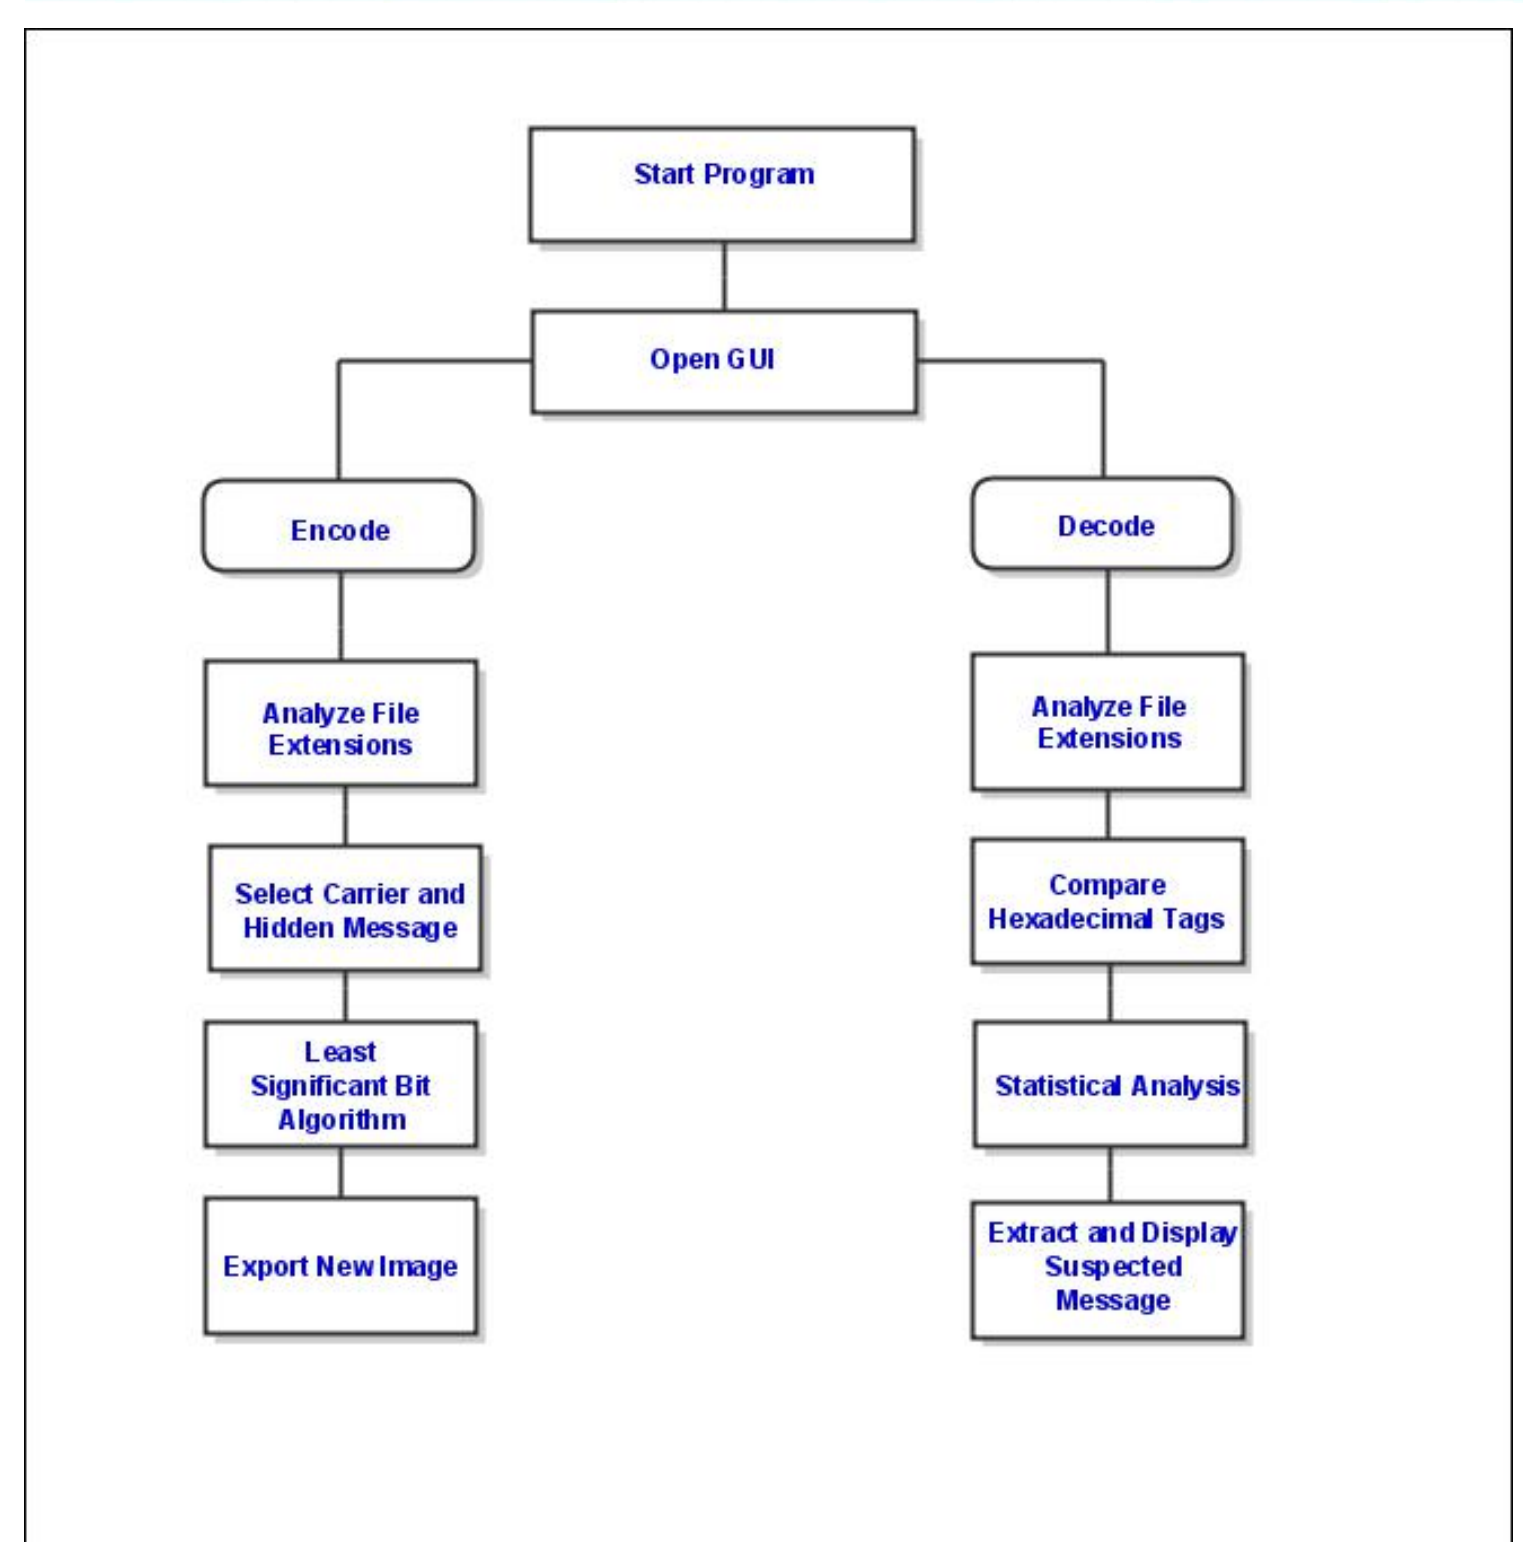 Start Program
Open GUI
Encode
Analyze File
Extensions
Select Carrier and
Hidden Message
Least
Significant Bit
Algorithm
Export New Image
Decode
Analyze File
Extensions
Compare
Hexadecimal Tags
Statistical Analysis
Extract and Display
Suspected
Message